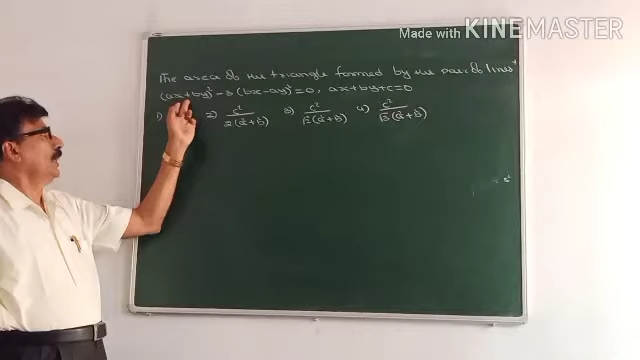 Made with KINEMASTER
The area of the triangle formed by the pair of lines
(ax+by)²-3(bx-ay)²=0, ax+by+c=0
1) 2) c²/2(a²+b²) 3) c²/√2(a²+b²) 4) c²/√3(a²+b²)